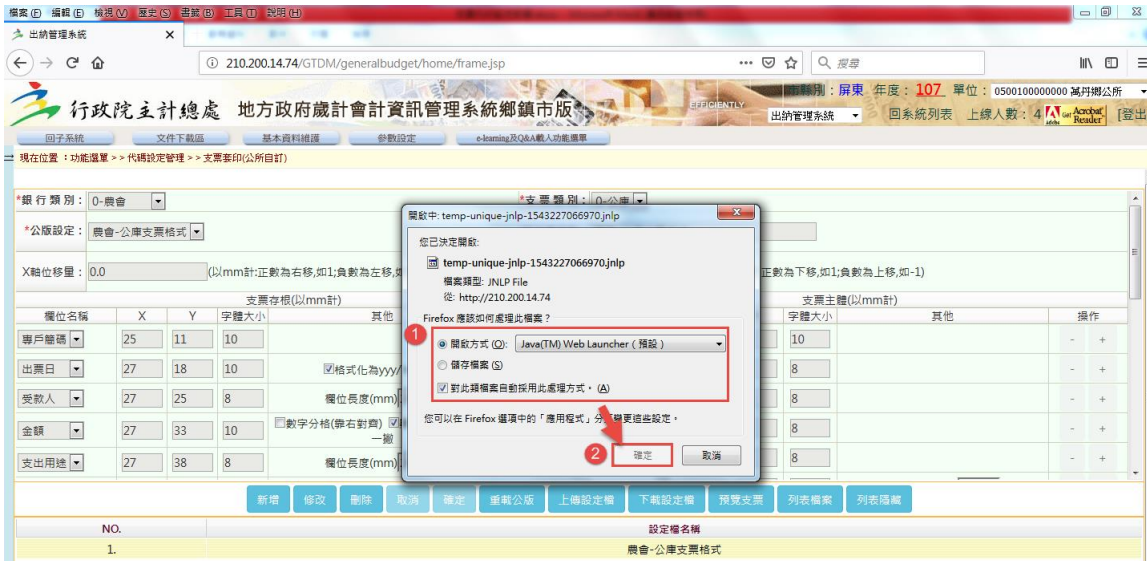 檔案(F) 編輯(E) 檢視(V) 歷史(S) 書籤(B) 工具(T) 說明(H)
出納管理系統
210.200.14.74/GTDM/generalbudget/home/frame.jsp
搜尋
行政院主計總處 地方政府歲計會計資訊管理系統鄉鎮市版
EFFICIENTLY
縣別：屏東 年度：107 單位：0500100000000 萬丹鄉公所
出納管理系統 回系統列表 上線人數：4 Get Acrobat Reader [登出
回子系統 文件下載區 基本資料維護 參數設定 e-learning及Q&A載入功能選單
現在位置：功能選單>>代碼設定管理>>支票套印(公所自訂)
*銀行類別： 0-農會 *支票類別： 0-公庫
*公版設定： 農會-公庫支票格式
X軸位移量： 0.0 (以mm計:正數為右移,如1;負數為左移,如 正數為下移,如1;負數為上移,如-1)
支票存根(以mm計) 支票主體(以mm計)
欄位名稱 X Y 字體大小 其他 字體大小 其他 操作
專戶簡碼 25 11 10 10 - +
出票日 27 18 10 格式化為yyy/ 8 - +
受款人 27 25 8 欄位長度(mm) 8 - +
金額 27 33 10 數字分格(靠右對齊) 一撇 8 - +
支出用途 27 38 8 欄位長度(mm) 8 - +
開啟中: temp-unique-jnlp-1543227066970.jnlp
您已決定開啟:
temp-unique-jnlp-1543227066970.jnlp
檔案類型: JNLP File
從: http://210.200.14.74
Firefox 應該如何處理此檔案？
1
開啟方式(O): Java(TM) Web Launcher (預設)
儲存檔案(S)
對此類檔案自動採用此處理方式。(A)
您可以在 Firefox 選項中的「應用程式」分 變更這些設定。
2
確定 取消
新增 修改 刪除 取消 確定 重載公版 上傳設定檔 下載設定檔 預覽支票 列表檔案 列表隱藏
NO. 設定檔名稱
1. 農會-公庫支票格式